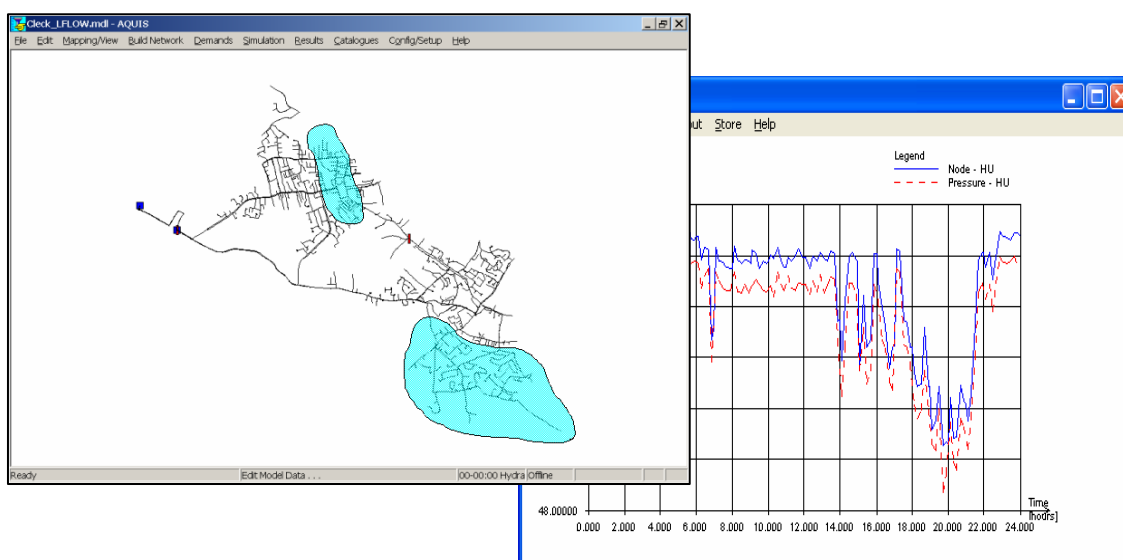 Cleck_LFLOW.mdl - AQUIS
File Edit Mapping/View Build Network Demands Simulation Results Catalogues Config/Setup Help
Store Help
Legend
Node - HU
Pressure - HU
Ready Edit Model Data . . . 00-00:00 Hydra Offline
48.00000
Time
[hours]
0.000 2.000 4.000 6.000 8.000 10.000 12.000 14.000 16.000 18.000 20.000 22.000 24.000